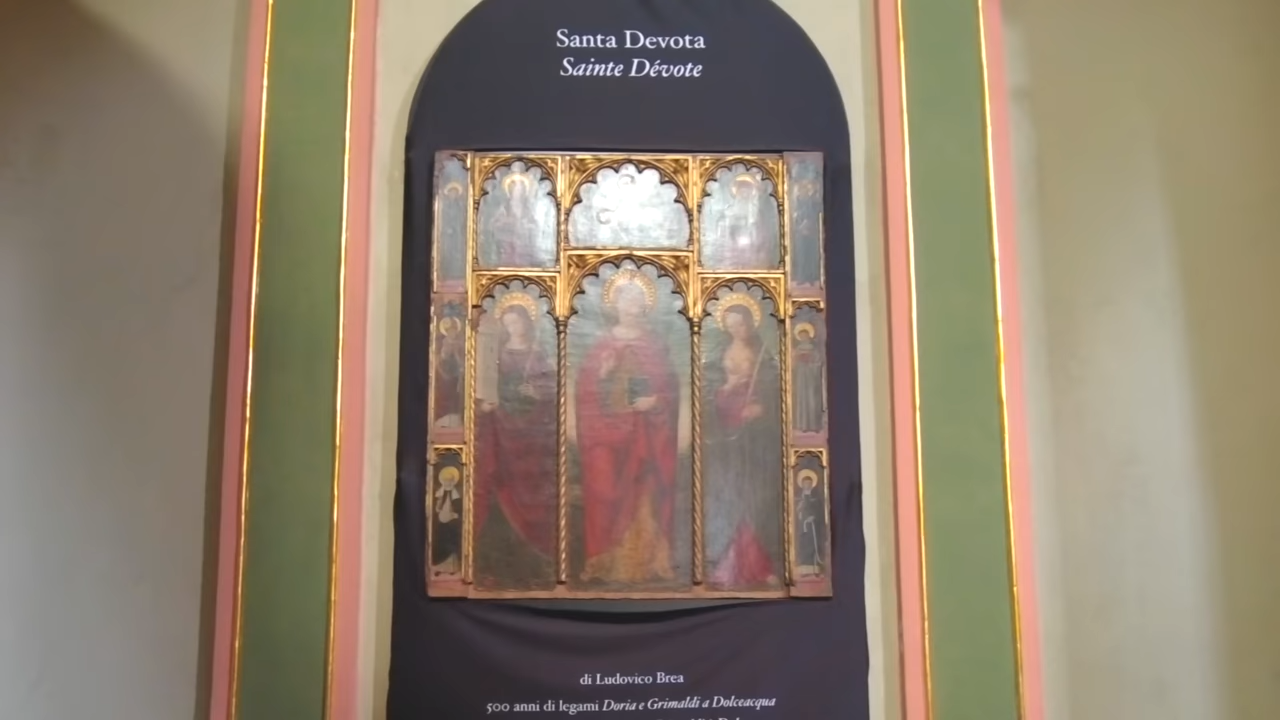 Santa Devota
Sainte Dévote
di Ludovico Brea
500 anni di legami Doria e Grimaldi a Dolceacqua